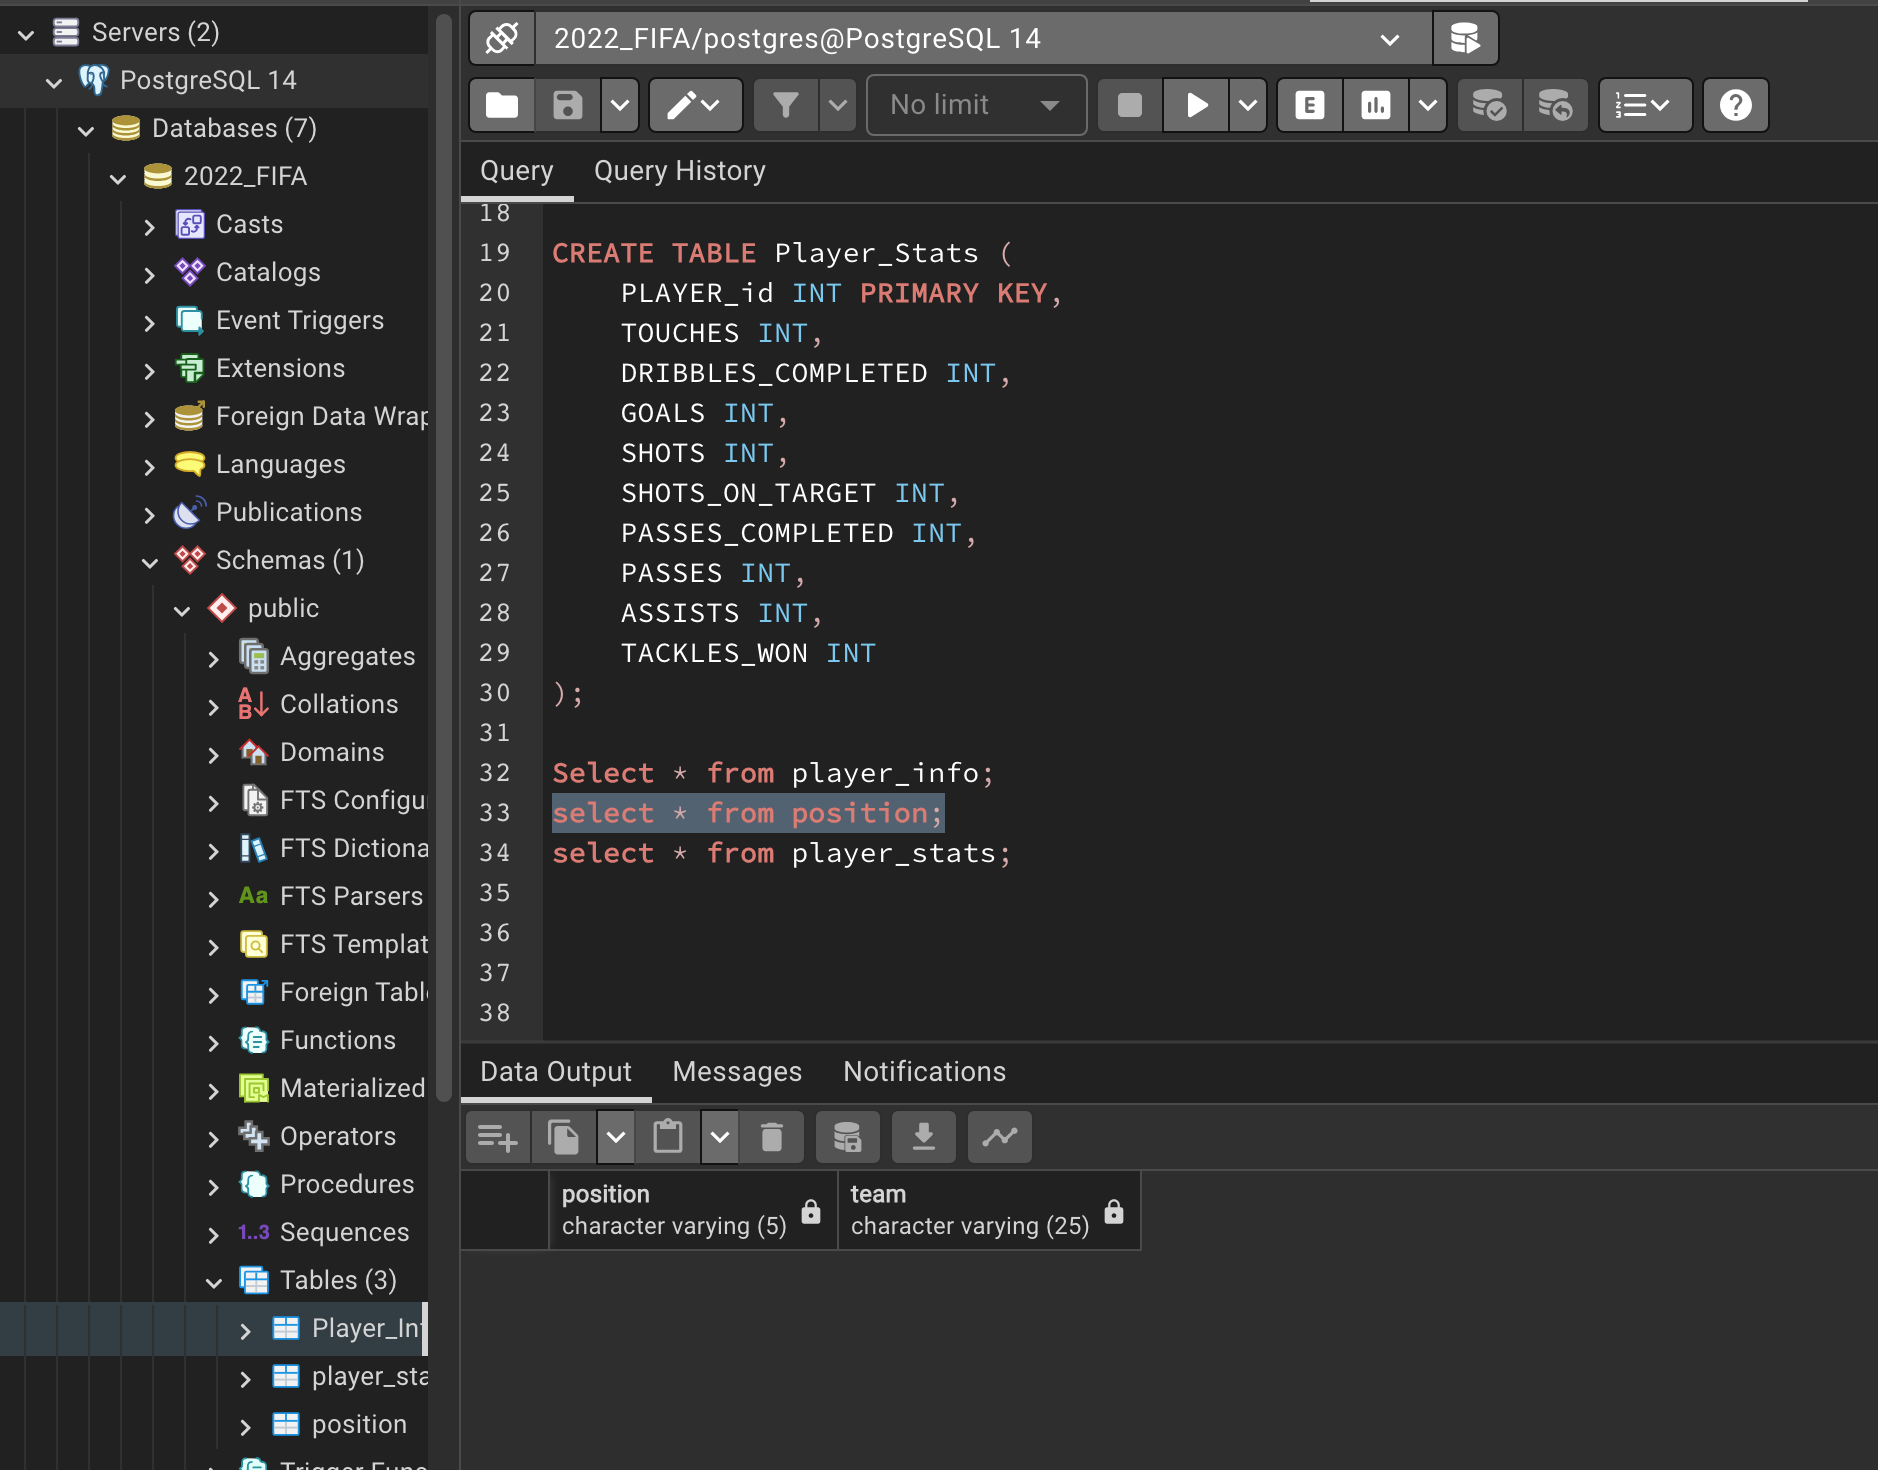 Servers (2)
PostgreSQL 14
Databases (7)
2022_FIFA
Casts
Catalogs
Event Triggers
Extensions
Foreign Data Wrap
Languages
Publications
Schemas (1)
public
Aggregates
A
B
Collations
Domains
FTS Configu
FTS Dictiona
Aa FTS Parsers
FTS Templat
Foreign Tabl
Functions
Materialized
Operators
Procedures
1..3 Sequences
Tables (3)
Player_Inf
player_sta
position
Trigger Func
2022_FIFA/postgres@PostgreSQL 14
No limit
E
?
Query Query History
18
19 CREATE TABLE Player_Stats (
20 PLAYER_id INT PRIMARY KEY,
21 TOUCHES INT,
22 DRIBBLES_COMPLETED INT,
23 GOALS INT,
24 SHOTS INT,
25 SHOTS_ON_TARGET INT,
26 PASSES_COMPLETED INT,
27 PASSES INT,
28 ASSISTS INT,
29 TACKLES_WON INT
30 );
31
32 Select * from player_info;
33 select * from position;
34 select * from player_stats;
35
36
37
38
Data Output Messages Notifications
position team
character varying (5) character varying (25)